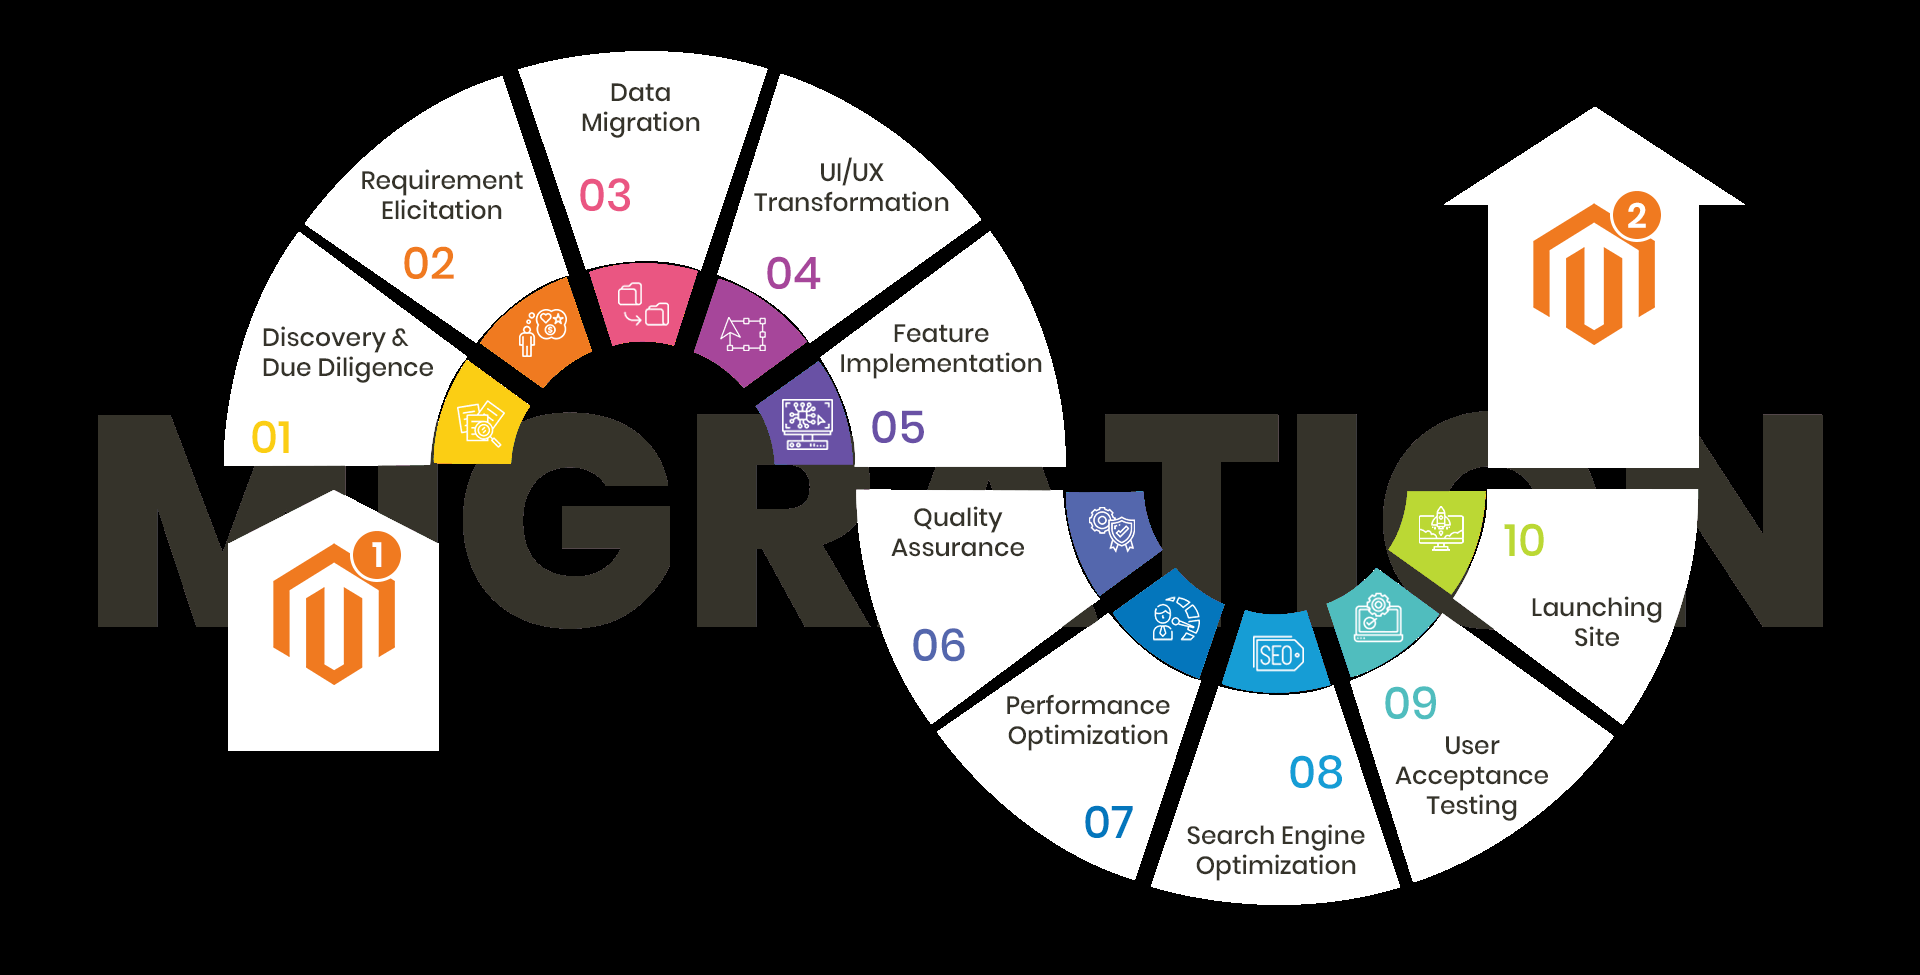 MIGRATION
1
Discovery &
Due Diligence
01
Requirement
Elicitation
02
Data
Migration
03
UI/UX
Transformation
04
Feature
Implementation
05
Quality
Assurance
06
Performance
Optimization
07
SEO
08
Search Engine
Optimization
09
User
Acceptance
Testing
10
Launching
Site
2